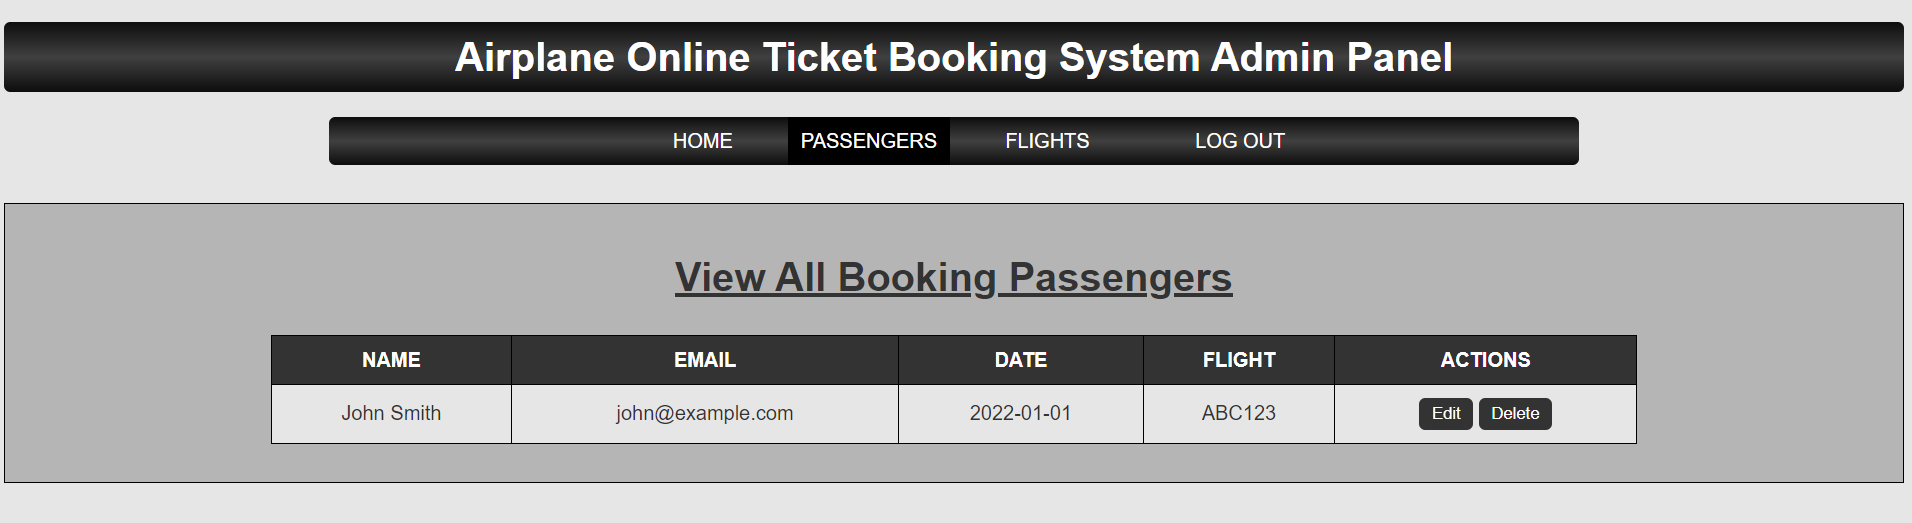 Airplane Online Ticket Booking System Admin Panel
HOME PASSENGERS FLIGHTS LOG OUT
View All Booking Passengers
NAME EMAIL DATE FLIGHT ACTIONS
John Smith john@example.com 2022-01-01 ABC123 Edit Delete